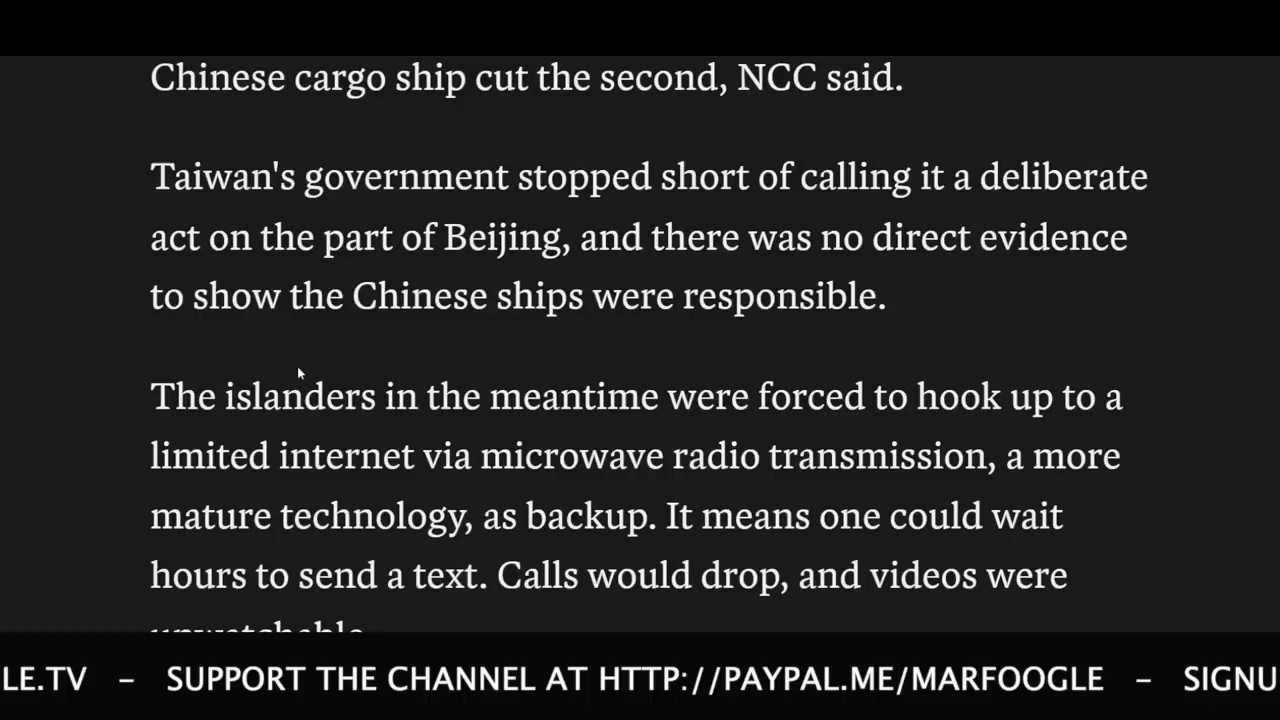 Chinese cargo ship cut the second, NCC said.
Taiwan's government stopped short of calling it a deliberate
act on the part of Beijing, and there was no direct evidence
to show the Chinese ships were responsible.
The islanders in the meantime were forced to hook up to a
limited internet via microwave radio transmission, a more
mature technology, as backup. It means one could wait
hours to send a text. Calls would drop, and videos were
unwatchable.
LE.TV – SUPPORT THE CHANNEL AT HTTP://PAYPAL.ME/MARFOOGLE – SIGNU